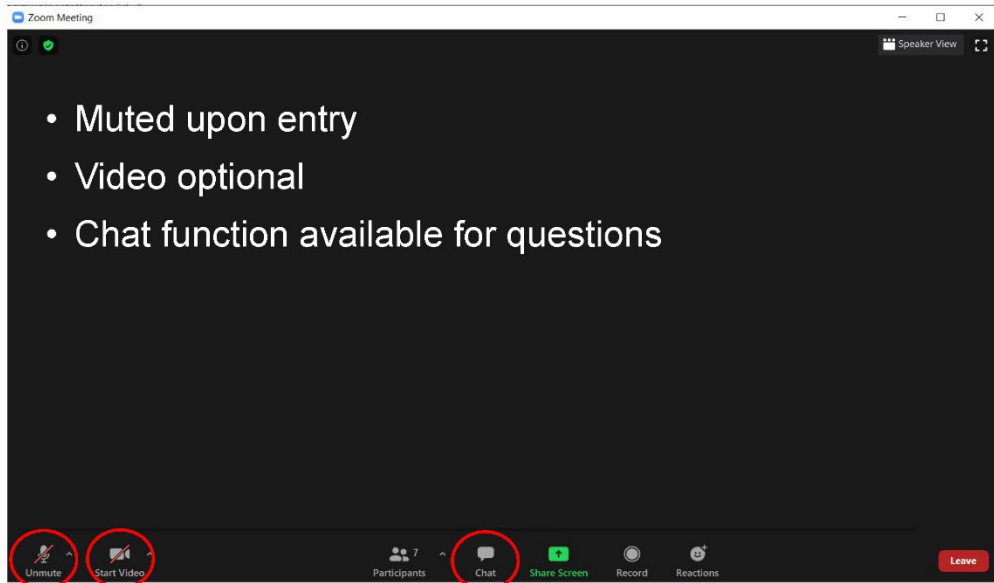 Zoom Meeting
Speaker View
• Muted upon entry
• Video optional
• Chat function available for questions
Unmute
Start Video
7
Participants
Chat
Share Screen
Record
Reactions
Leave